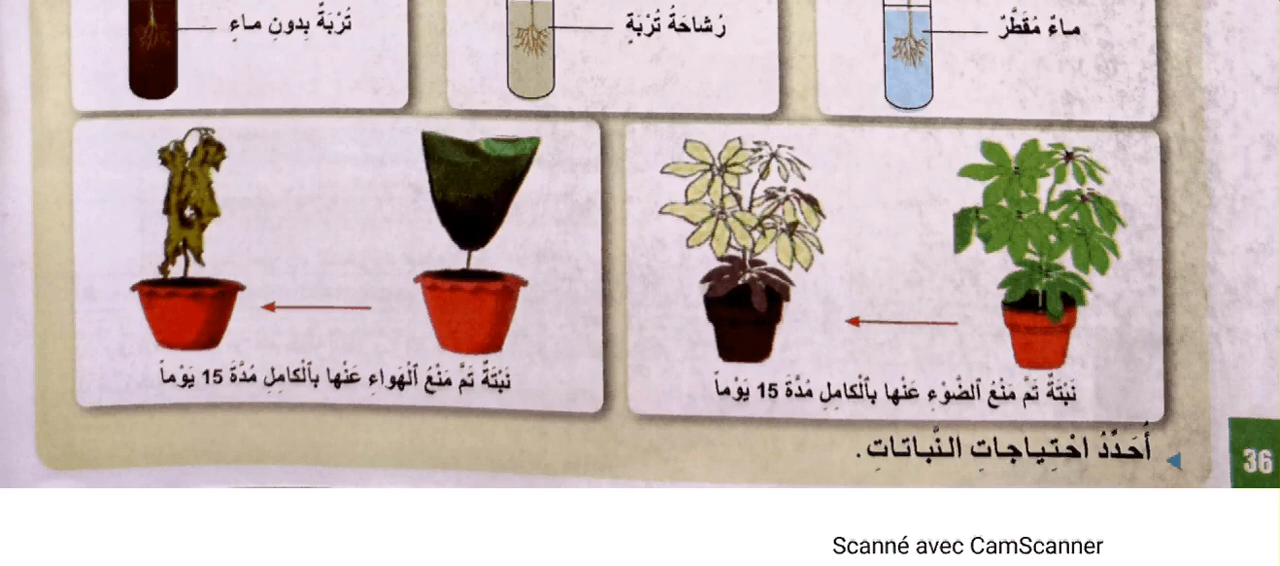 ماءٌ مُقَطَّرٌ
رُشاحَةُ تُرْبَةٍ
تُرْبَةٌ بِدونِ ماءٍ
نَبْتَةٌ تَمَّ مَنْعُ ٱلضَّوْءِ عَنْها بِٱلْكامِلِ مُدَّةَ 15 يَوْماً
نَبْتَةٌ تَمَّ مَنْعُ ٱلْهَواءِ عَنْها بِٱلْكامِلِ مُدَّةَ 15 يَوْماً
أُحَدِّدُ احْتِياجاتِ النَّباتاتِ.
36
Scanné avec CamScanner